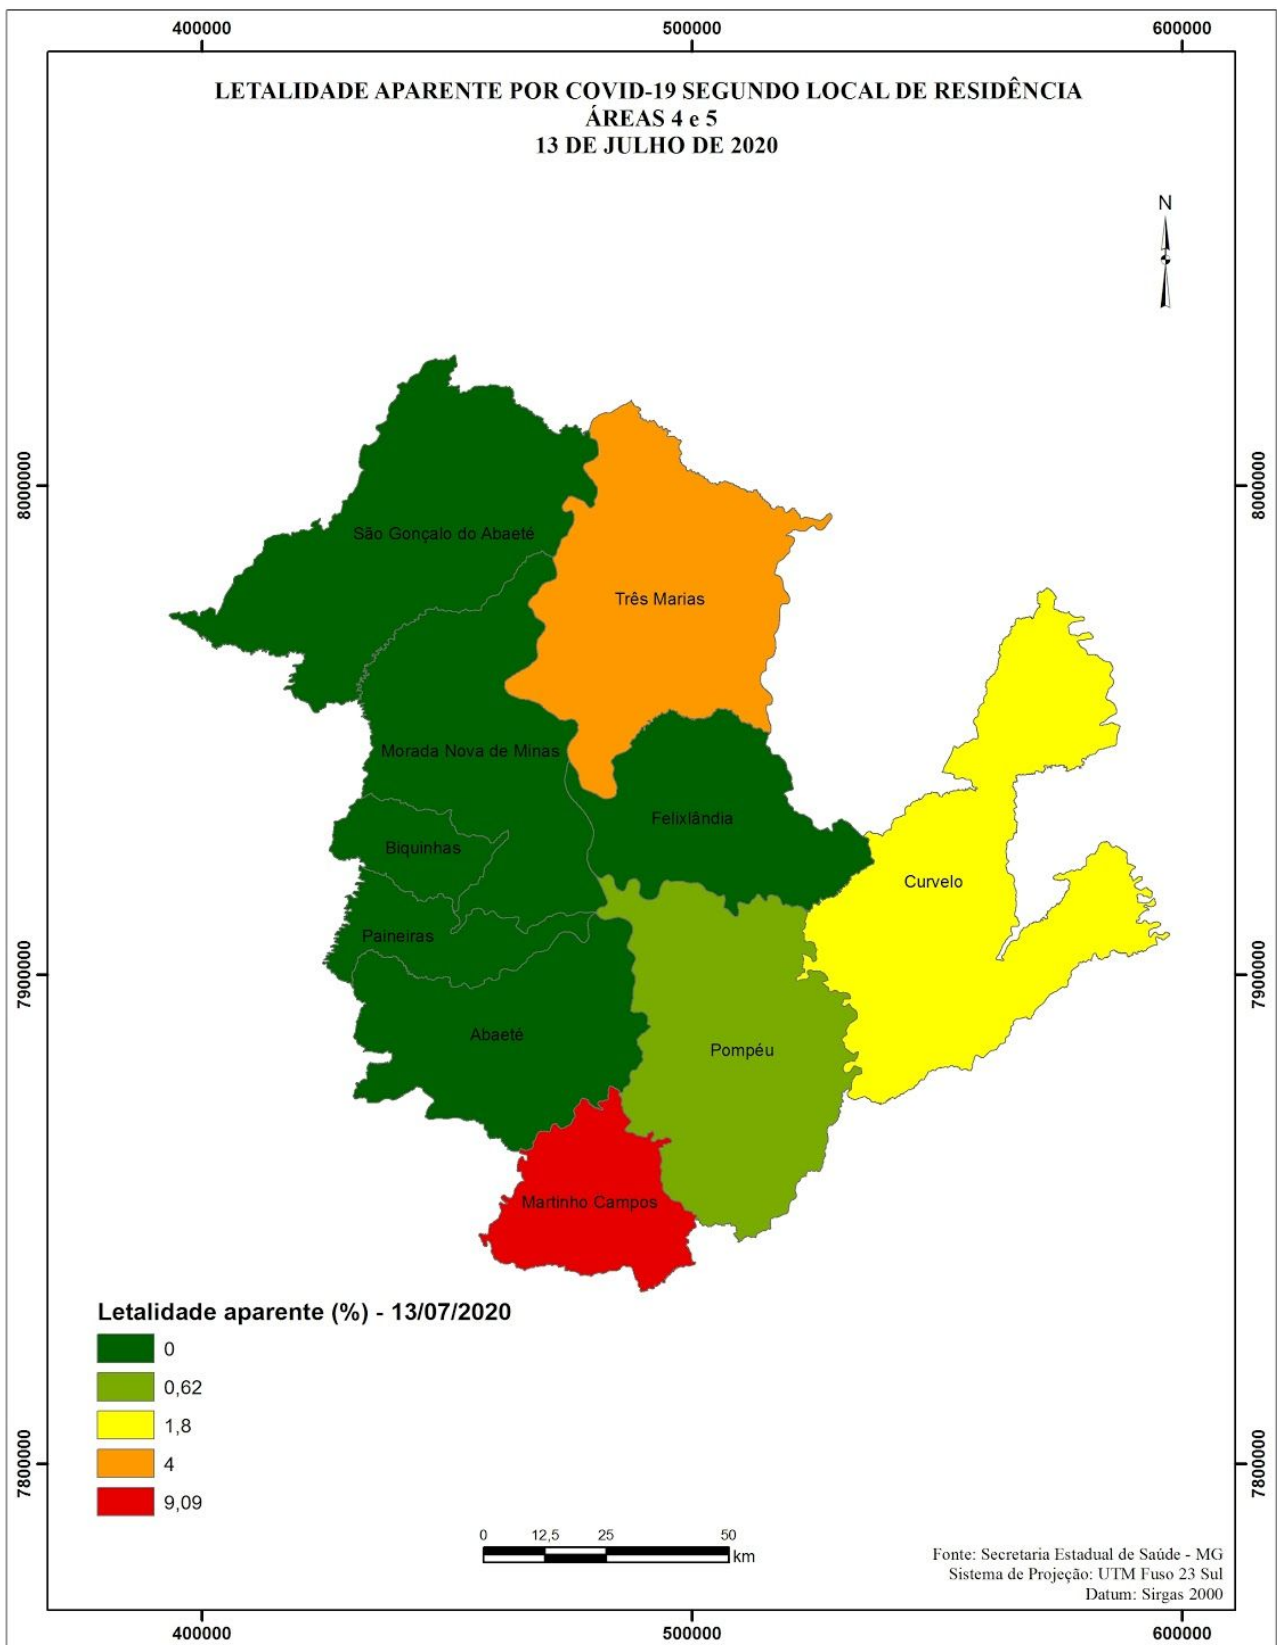 400000
500000
600000
LETALIDADE APARENTE POR COVID-19 SEGUNDO LOCAL DE RESIDÊNCIA
ÁREAS 4 e 5
13 DE JULHO DE 2020
N
8000000
8000000
São Gonçalo do Abaeté
Três Marias
Morada Nova de Minas
Felixlândia
Biquinhas
Curvelo
Paineiras
7900000
7900000
Abaeté
Pompéu
Martinho Campos
Letalidade aparente (%) - 13/07/2020
0
0,62
1,8
4
9,09
7800000
7800000
0 12,5 25 50
km
Fonte: Secretaria Estadual de Saúde - MG
Sistema de Projeção: UTM Fuso 23 Sul
Datum: Sirgas 2000
400000
500000
600000